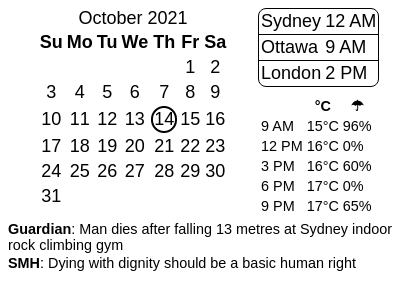 October 2021
Su Mo Tu We Th Fr Sa
1 2
3 4 5 6 7 8 9
10 11 12 13 14 15 16
17 18 19 20 21 22 23
24 25 26 27 28 29 30
31
Sydney 12 AM
Ottawa 9 AM
London 2 PM
°C ☂
9 AM 15°C 96%
12 PM 16°C 0%
3 PM 16°C 60%
6 PM 17°C 0%
9 PM 17°C 65%
Guardian: Man dies after falling 13 metres at Sydney indoor
rock climbing gym
SMH: Dying with dignity should be a basic human right